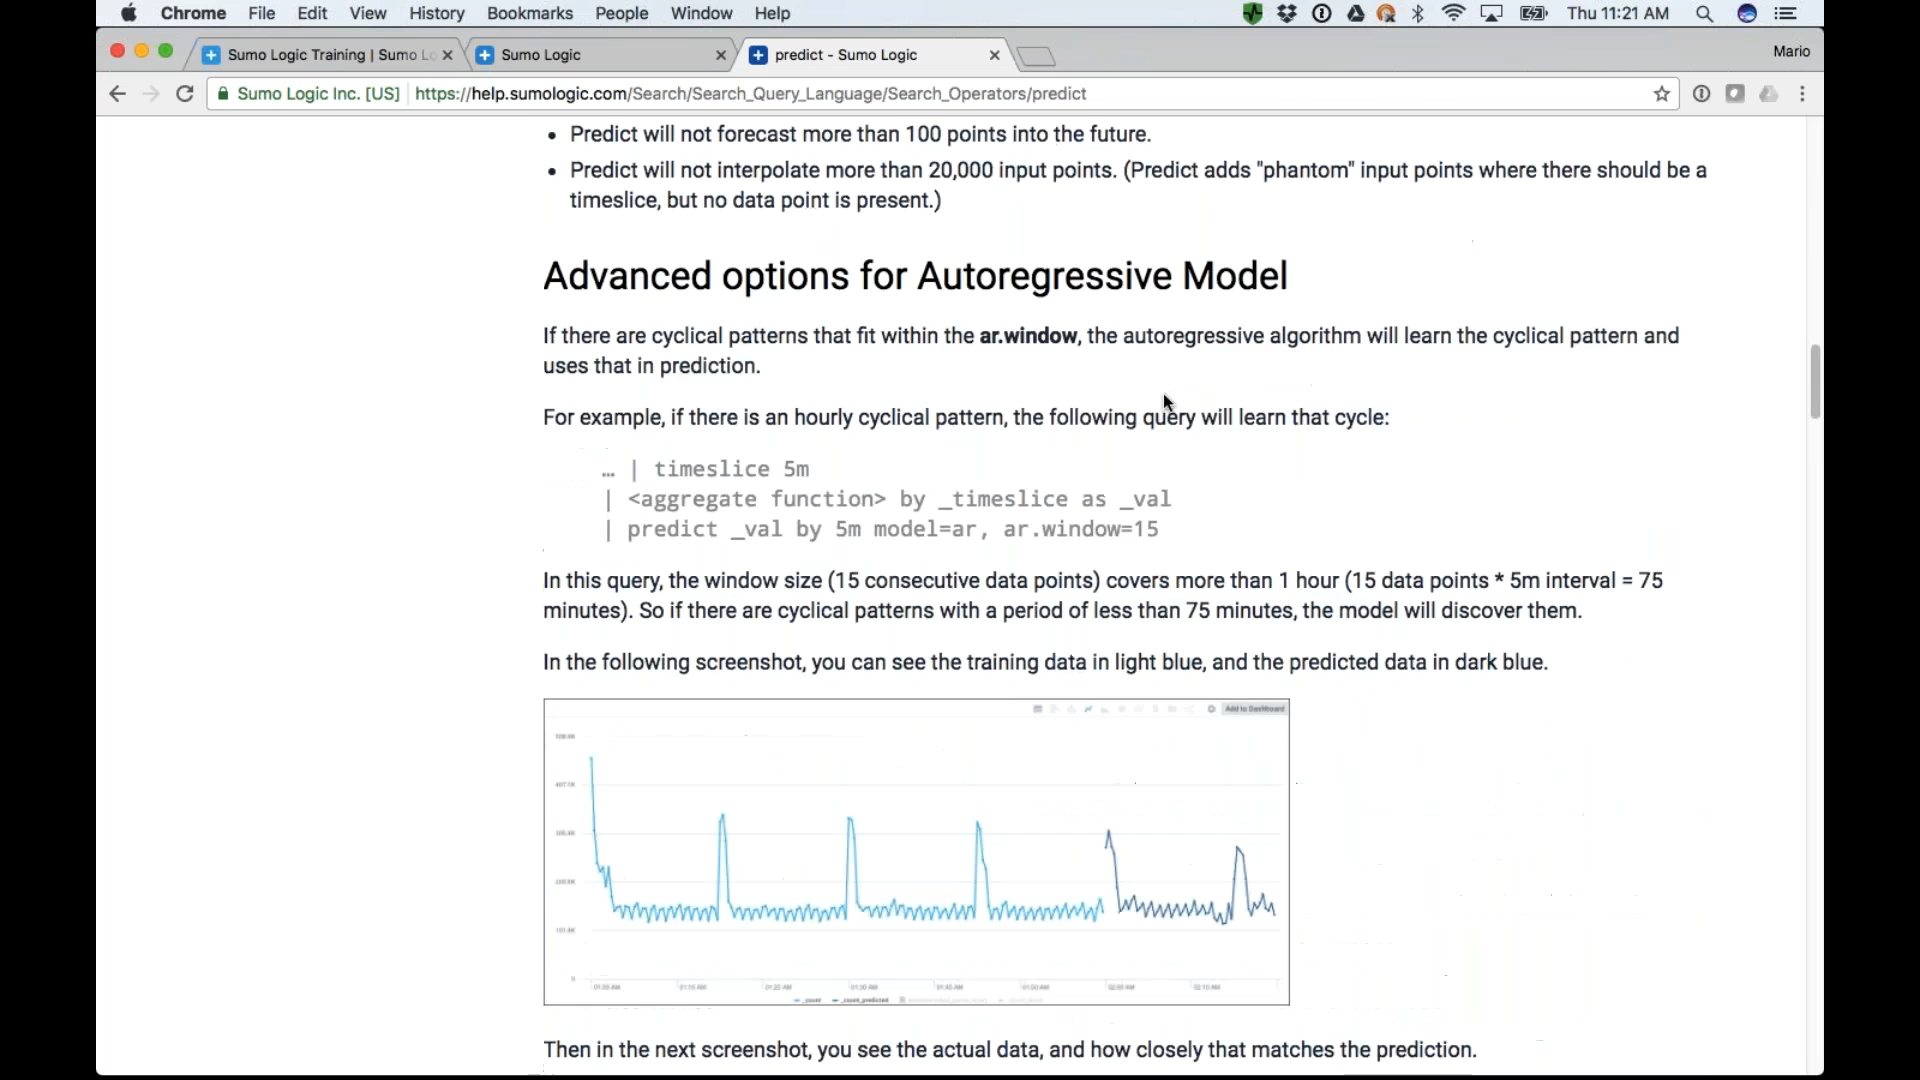 Chrome File Edit View History Bookmarks People Window Help Thu 11:21 AM
Sumo Logic Training | Sumo Lo
Sumo Logic
predict - Sumo Logic
Mario
Sumo Logic Inc. [US] https://help.sumologic.com/Search/Search_Query_Language/Search_Operators/predict
• Predict will not forecast more than 100 points into the future.
• Predict will not interpolate more than 20,000 input points. (Predict adds "phantom" input points where there should be a
timeslice, but no data point is present.)
Advanced options for Autoregressive Model
If there are cyclical patterns that fit within the ar.window, the autoregressive algorithm will learn the cyclical pattern and
uses that in prediction.
For example, if there is an hourly cyclical pattern, the following query will learn that cycle:
… | timeslice 5m
| <aggregate function> by _timeslice as _val
| predict _val by 5m model=ar, ar.window=15
In this query, the window size (15 consecutive data points) covers more than 1 hour (15 data points * 5m interval = 75
minutes). So if there are cyclical patterns with a period of less than 75 minutes, the model will discover them.
In the following screenshot, you can see the training data in light blue, and the predicted data in dark blue.
Add to Dashboard
0
_count _count_predicted
Then in the next screenshot, you see the actual data, and how closely that matches the prediction.